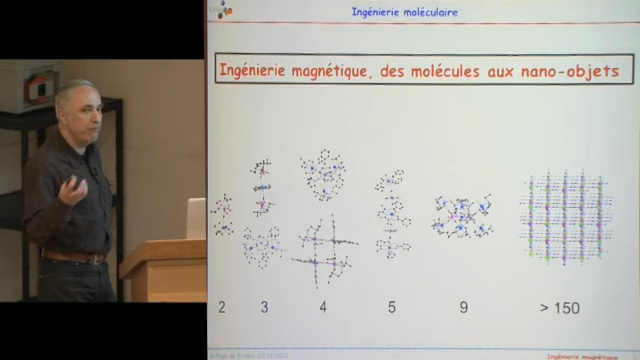 Ingénierie moléculaire
Ingénierie magnétique, des molécules aux nano-objets
2 3 4 5 9 > 150
Ingénierie magnétique